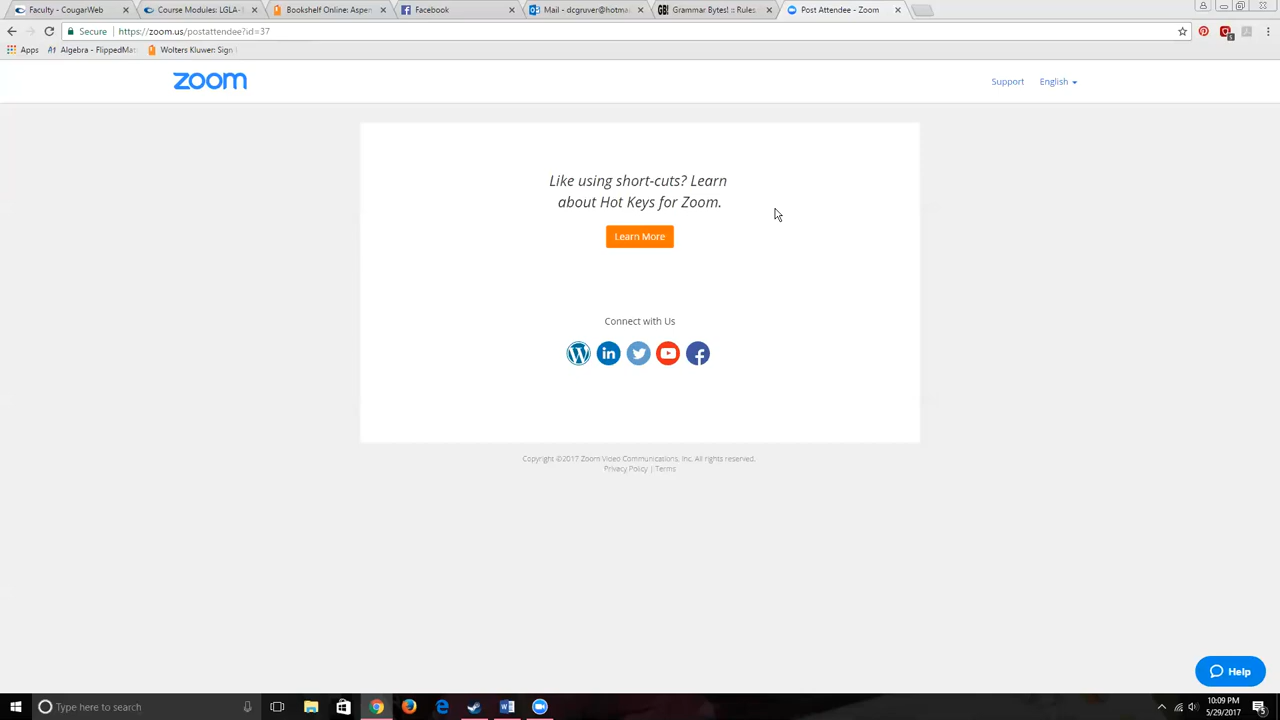 Faculty - CougarWeb
Course Modules: LGLA-1
Bookshelf Online: Aspen
Facebook
Mail - dcgruver@hotma
Grammar Bytes! :: Rules
Post Attendee - Zoom
Secure https://zoom.us/postattendee?id=37
Apps
Algebra - FlippedMat
Wolters Kluwer: Sign I
zoom
Support
English
Like using short-cuts? Learn
about Hot Keys for Zoom.
Learn More
Connect with Us
Copyright ©2017 Zoom Video Communications, Inc. All rights reserved.
Privacy Policy | Terms
Help
Type here to search
10:09 PM
5/29/2017